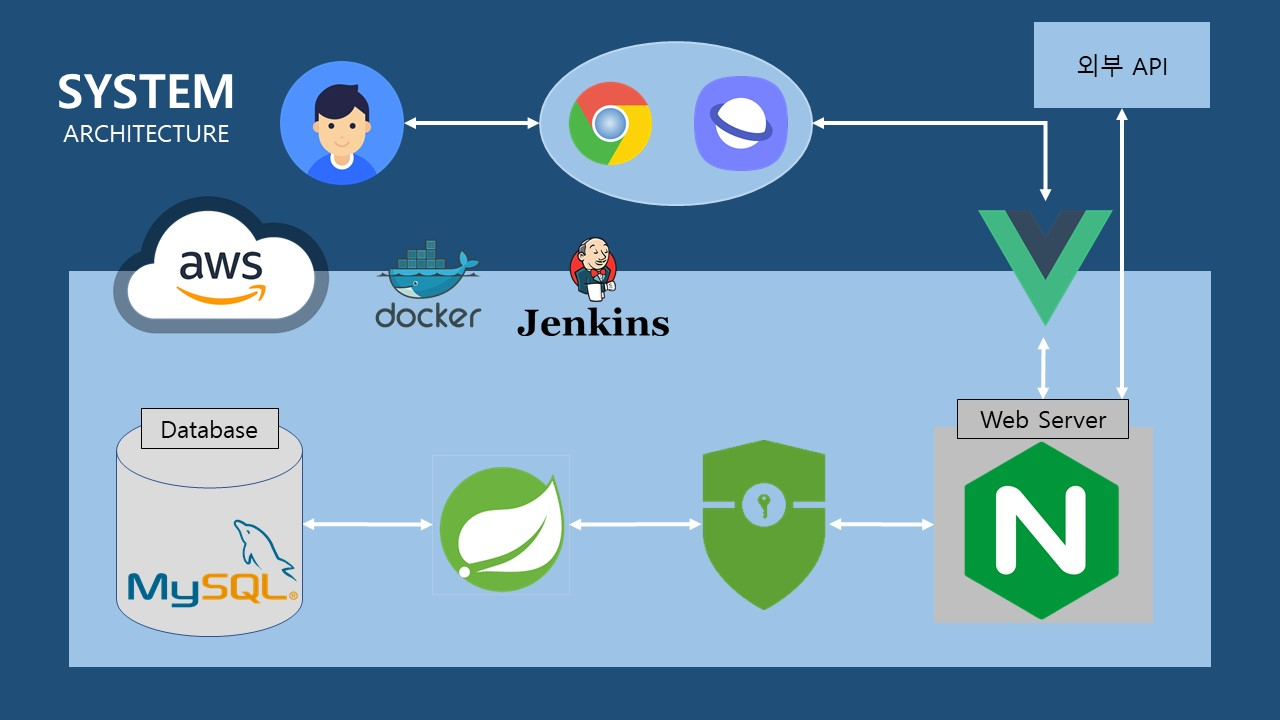 SYSTEM
ARCHITECTURE
외부 API
aws
docker
Jenkins
Database
Web Server
MySQL®
N